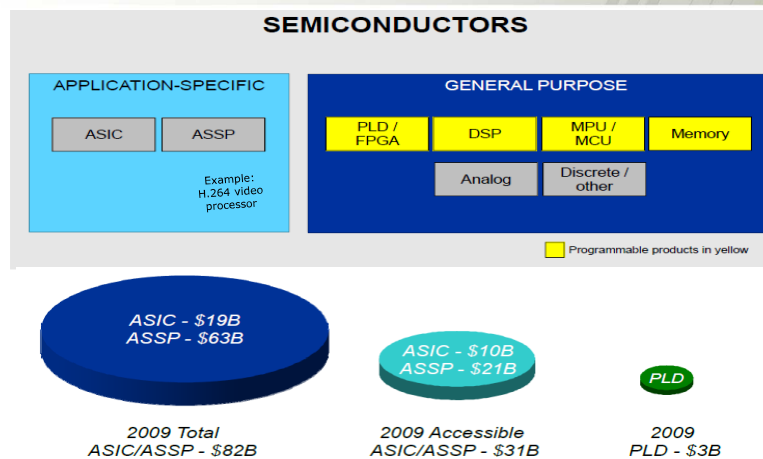 SEMICONDUCTORS
APPLICATION-SPECIFIC
ASIC
ASSP
Example:
H.264 video
processor
GENERAL PURPOSE
PLD /
FPGA
DSP
MPU /
MCU
Memory
Analog
Discrete /
other
Programmable products in yellow
ASIC - $19B
ASSP - $63B
2009 Total
ASIC/ASSP - $82B
ASIC - $10B
ASSP - $21B
2009 Accessible
ASIC/ASSP - $31B
PLD
2009
PLD - $3B